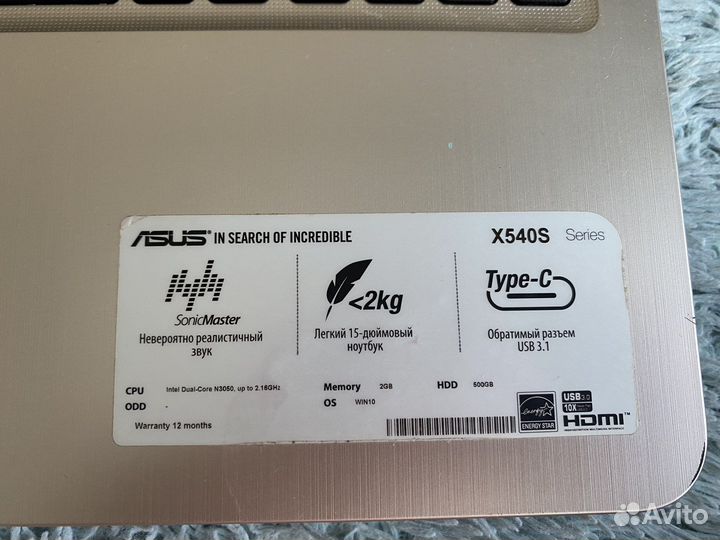 ASUS IN SEARCH OF INCREDIBLE
X540S Series
SonicMaster
Невероятно реалистичный
звук
<2kg
Легкий 15-дюймовый
ноутбук
Type-C
Обратимый разъем
USB 3.1
CPU Intel Dual-Core N3050, up to 2.16GHz
Memory 2GB
HDD 500GB
ODD
OS WIN10
Warranty 12 months
energy
ENERGY STAR
USB 3.0
10X
HDMI™
Avito